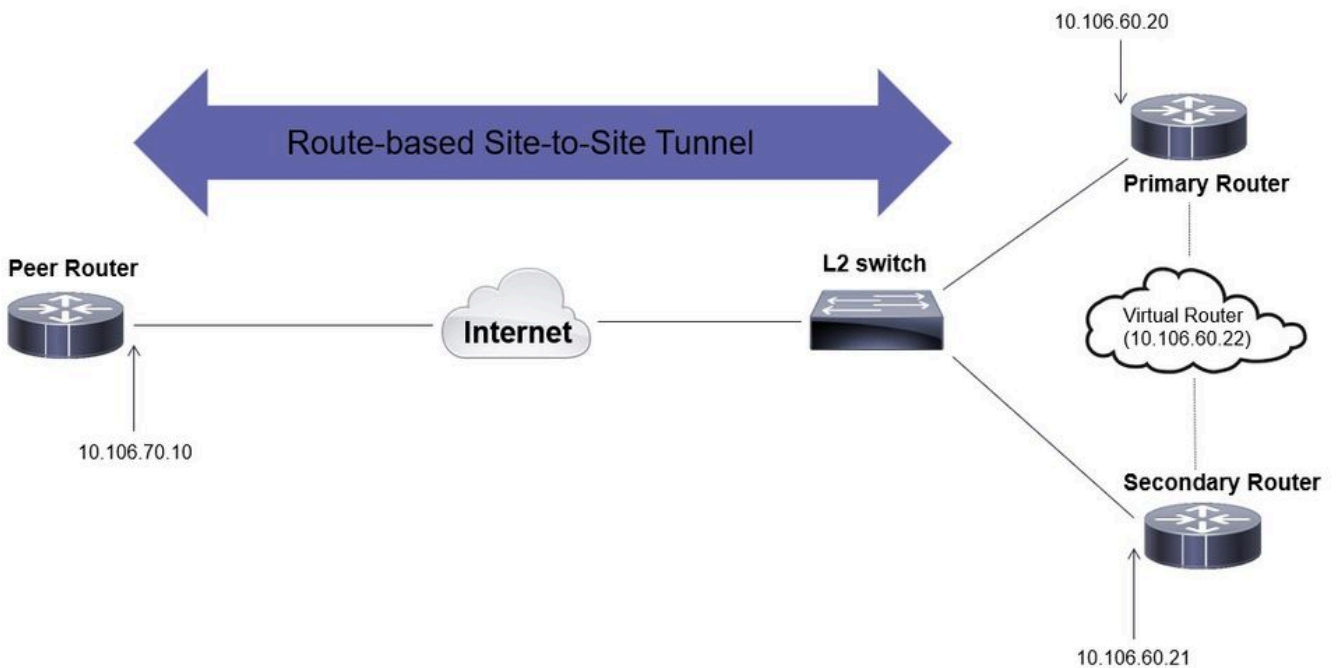 10.106.60.20
Route-based Site-to-Site Tunnel
Primary Router
Peer Router
L2 switch
Internet
Virtual Router
(10.106.60.22)
10.106.70.10
Secondary Router
10.106.60.21